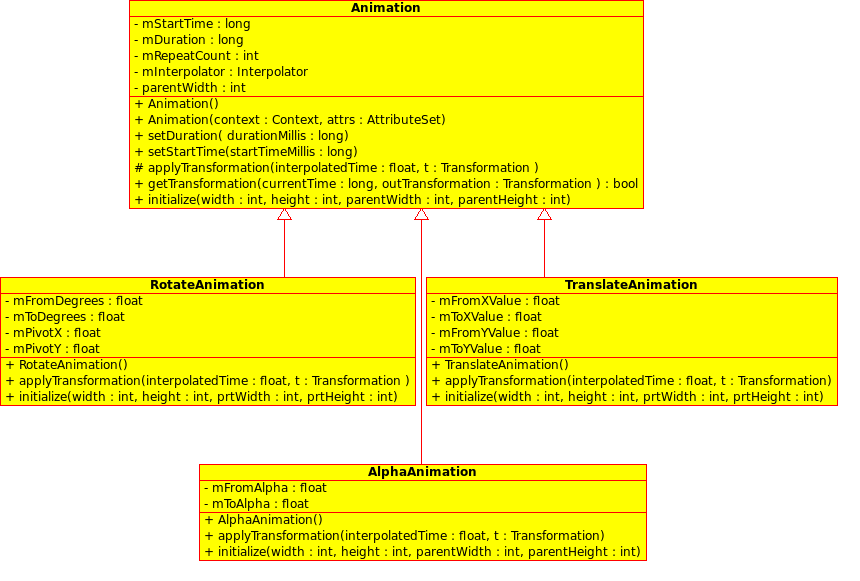 Animation
- mStartTime : long
- mDuration : long
- mRepeatCount : int
- mInterpolator : Interpolator
- parentWidth : int
+ Animation()
+ Animation(context : Context, attrs : AttributeSet)
+ setDuration( durationMillis : long)
+ setStartTime(startTimeMillis : long)
# applyTransformation(interpolatedTime : float, t : Transformation )
+ getTransformation(currentTime : long, outTransformation : Transformation ) : bool
+ initialize(width : int, height : int, parentWidth : int, parentHeight : int)
RotateAnimation
- mFromDegrees : float
- mToDegrees : float
- mPivotX : float
- mPivotY : float
+ RotateAnimation()
+ applyTransformation(interpolatedTime : float, t : Transformation )
+ initialize(width : int, height : int, prtWidth : int, prtHeight : int)
TranslateAnimation
- mFromXValue : float
- mToXValue : float
- mFromYValue : float
- mToYValue : float
+ TranslateAnimation()
+ applyTransformation(interpolatedTime : float, t : Transformation)
+ initialize(width : int, height : int, prtWidth : int, prtHeight : int)
AlphaAnimation
- mFromAlpha : float
- mToAlpha : float
+ AlphaAnimation()
+ applyTransformation(interpolatedTime : float, t : Transformation)
+ initialize(width : int, height : int, parentWidth : int, parentHeight : int)